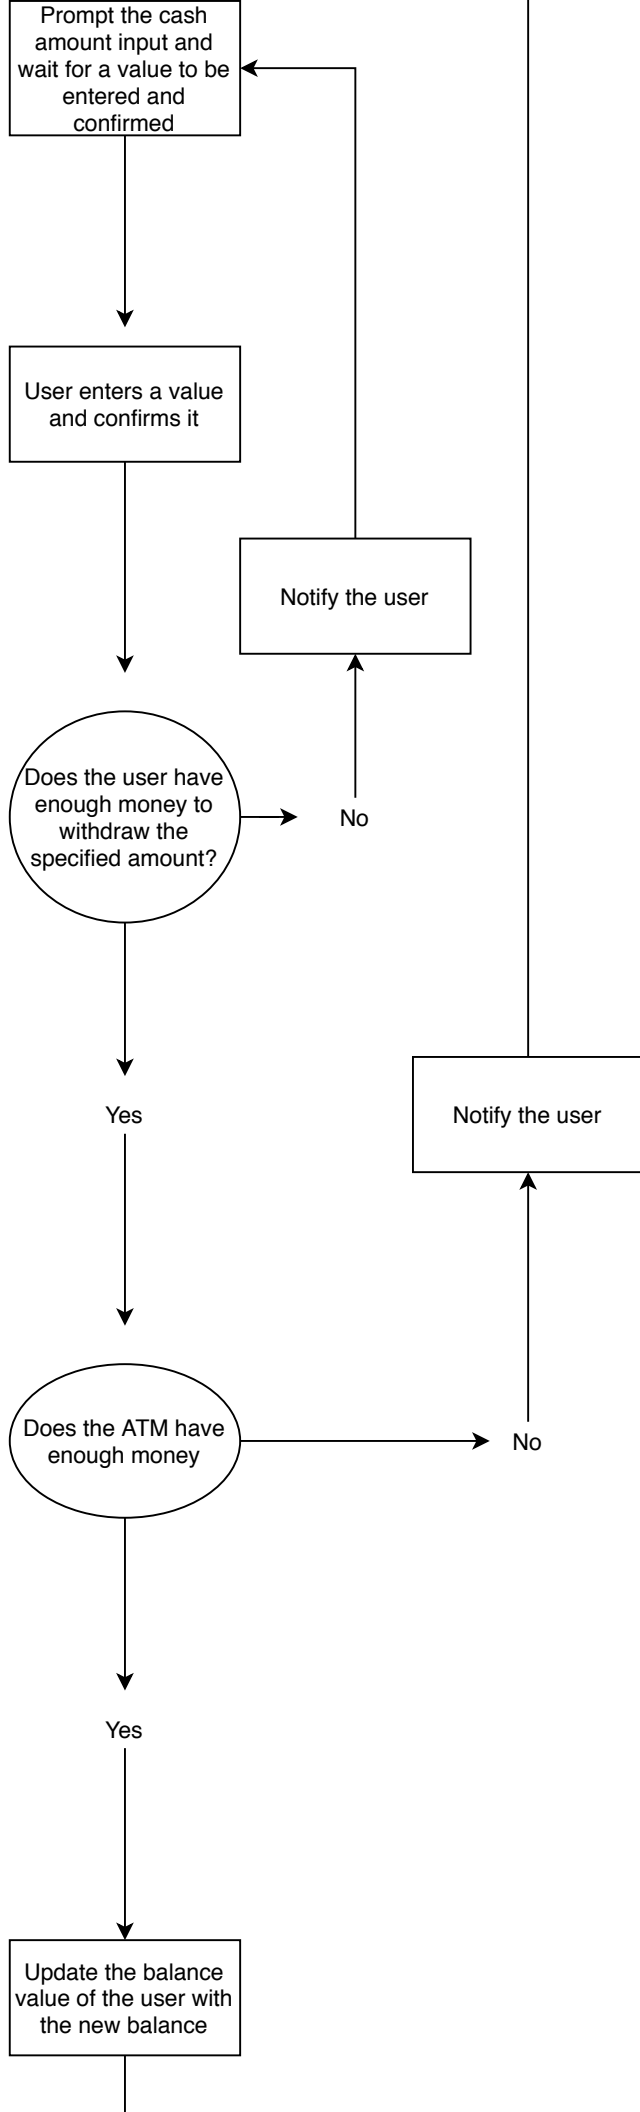 Prompt the cash
amount input and
wait for a value to be
entered and
confirmed
User enters a value
and confirms it
Notify the user
Does the user have
enough money to
withdraw the
specified amount?
No
Yes
Notify the user
Does the ATM have
enough money
No
Yes
Update the balance
value of the user with
the new balance